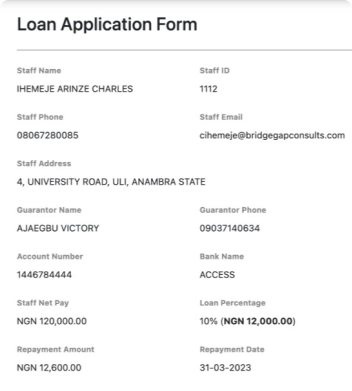 Loan Application Form
Staff Name Staff ID
IHEMEJE ARINZE CHARLES 1112
Staff Phone Staff Email
08067280085 cihemeje@bridgegapconsults.com
Staff Address
4, UNIVERSITY ROAD, ULI, ANAMBRA STATE
Guarantor Name Guarantor Phone
AJAEGBU VICTORY 09037140634
Account Number Bank Name
1446784444 ACCESS
Staff Net Pay Loan Percentage
NGN 120,000.00 10% (NGN 12,000.00)
Repayment Amount Repayment Date
NGN 12,600.00 31-03-2023